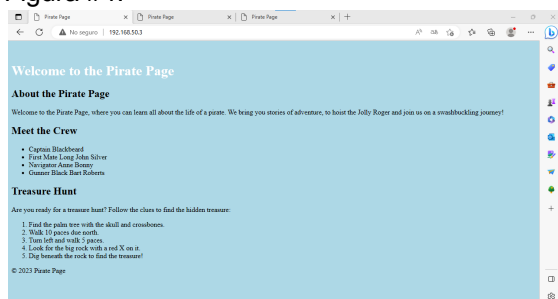 Pirate Page
Pirate Page
Pirate Page
No seguro
192.168.50.3
Welcome to the Pirate Page
About the Pirate Page
Welcome to the Pirate Page, where you can learn all about the life of a pirate. We bring you stories of adventure, to hoist the Jolly Roger and join us on a swashbuckling journey!
Meet the Crew
Captain Blackbeard
First Mate Long John Silver
Navigator Anne Bonny
Gunner Black Bart Roberts
Treasure Hunt
Are you ready for a treasure hunt? Follow the clues to find the hidden treasure:
1. Find the palm tree with the skull and crossbones.
2. Walk 10 paces due north.
3. Turn left and walk 5 paces.
4. Look for the big rock with a red X on it.
5. Dig beneath the rock to find the treasure!
© 2023 Pirate Page